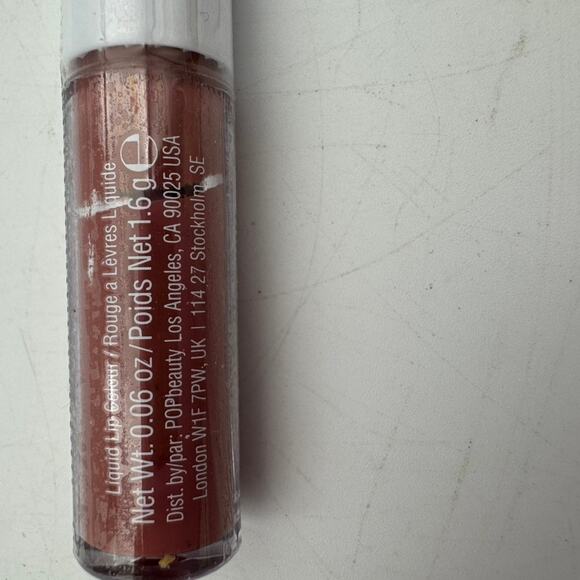 Liquid Lip Colour / Rouge a Lèvres Liquide
Net Wt. 0.06 oz/Poids Net 1.6 g ℮
Dist. by/par: POPbeauty Los Angeles, CA 90025 USA
London W1F 7PW, UK | 114 27 Stockholm, SE